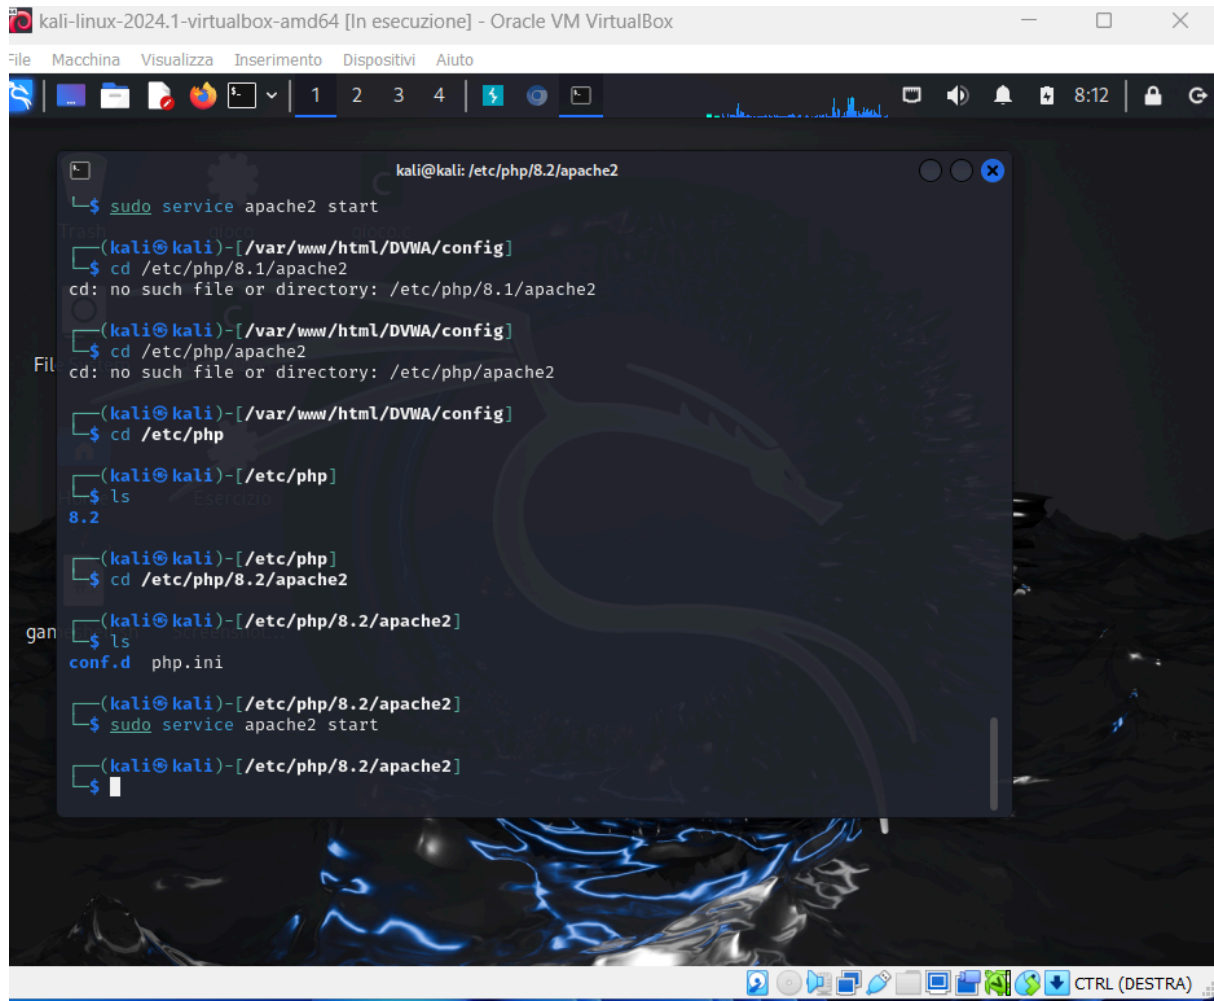 kali-linux-2024.1-virtualbox-amd64 [In esecuzione] - Oracle VM VirtualBox
File Macchina Visualizza Inserimento Dispositivi Aiuto
1 2 3 4 8:12
kali@kali: /etc/php/8.2/apache2
└─$ sudo service apache2 start
Trash gioco gioco.c
┌──(kali㉿kali)-[/var/www/html/DVWA/config]
└─$ cd /etc/php/8.1/apache2
cd: no such file or directory: /etc/php/8.1/apache2
┌──(kali㉿kali)-[/var/www/html/DVWA/config]
└─$ cd /etc/php/apache2
Fil
cd: no such file or directory: /etc/php/apache2
┌──(kali㉿kali)-[/var/www/html/DVWA/config]
└─$ cd /etc/php
┌──(kali㉿kali)-[/etc/php]
└─$ ls
Esercizio
8.2
┌──(kali㉿kali)-[/etc/php]
└─$ cd /etc/php/8.2/apache2
┌──(kali㉿kali)-[/etc/php/8.2/apache2]
gam Screenshot...
└─$ ls
conf.d php.ini
┌──(kali㉿kali)-[/etc/php/8.2/apache2]
└─$ sudo service apache2 start
┌──(kali㉿kali)-[/etc/php/8.2/apache2]
└─$
CTRL (DESTRA)